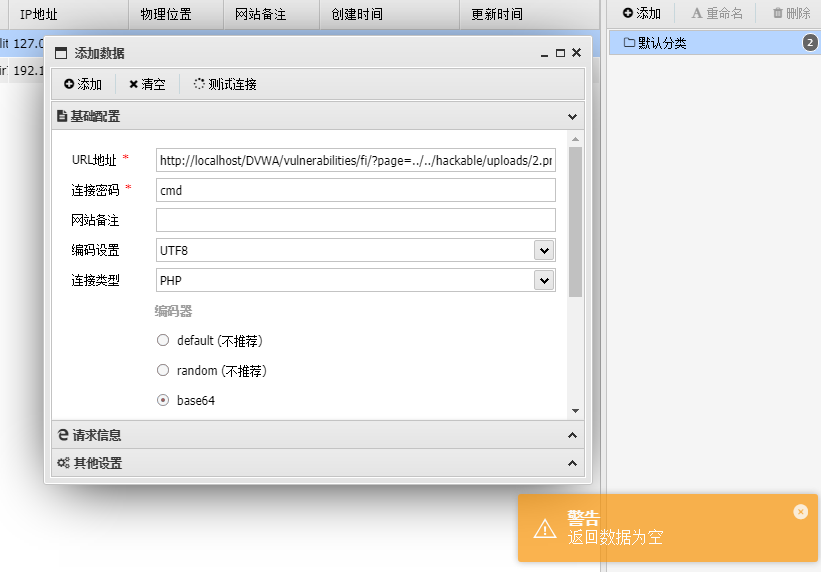 IP地址 物理位置 网站备注 创建时间 更新时间
添加 重命名 删除
127.0
192.1
默认分类 2
添加数据
添加 清空 测试连接
基础配置
URL地址 * http://localhost/DVWA/vulnerabilities/fi/?page=../../hackable/uploads/2.pr
连接密码 * cmd
网站备注
编码设置 UTF8
连接类型 PHP
编码器
default (不推荐)
random (不推荐)
base64
请求信息
其他设置
警告
返回数据为空